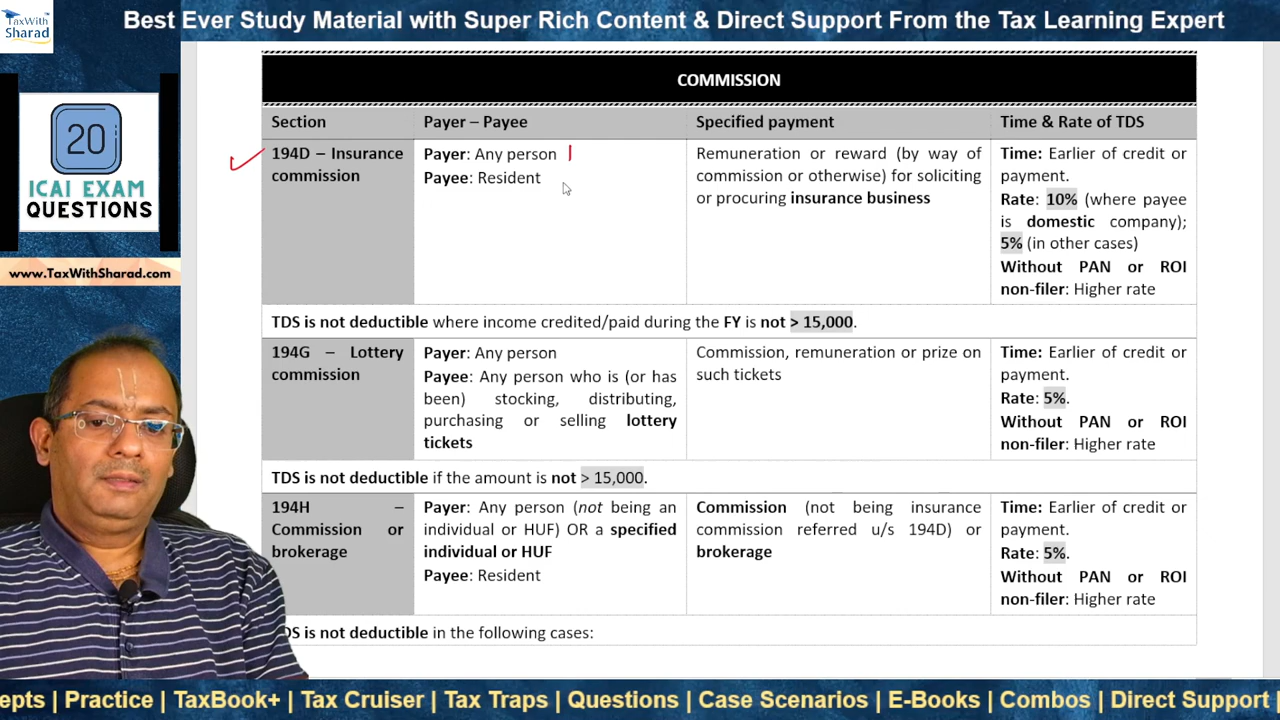 Best Ever Study Material with Super Rich Content & Direct Support From the Tax Learning Expert
TaxWith
Sharad
20
ICAI EXAM
QUESTIONS
www.TaxWithSharad.com
COMMISSION
Section
Payer – Payee
Specified payment
Time & Rate of TDS
194D – Insurance
commission
Payer: Any person
Payee: Resident
Remuneration or reward (by way of
commission or otherwise) for soliciting
or procuring insurance business
Time: Earlier of credit or
payment.
Rate: 10% (where payee
is domestic company);
5% (in other cases)
Without PAN or ROI
non-filer: Higher rate
TDS is not deductible where income credited/paid during the FY is not > 15,000.
194G – Lottery
commission
Payer: Any person
Payee: Any person who is (or has
been) stocking, distributing,
purchasing or selling lottery
tickets
Commission, remuneration or prize on
such tickets
Time: Earlier of credit or
payment.
Rate: 5%.
Without PAN or ROI
non-filer: Higher rate
TDS is not deductible if the amount is not > 15,000.
194H –
Commission or
brokerage
Payer: Any person (not being an
individual or HUF) OR a specified
individual or HUF
Payee: Resident
Commission (not being insurance
commission referred u/s 194D) or
brokerage
Time: Earlier of credit or
payment.
Rate: 5%.
Without PAN or ROI
non-filer: Higher rate
DS is not deductible in the following cases:
epts | Practice | TaxBook+ | Tax Cruiser | Tax Traps | Questions | Case Scenarios | E-Books | Combos | Direct Support |